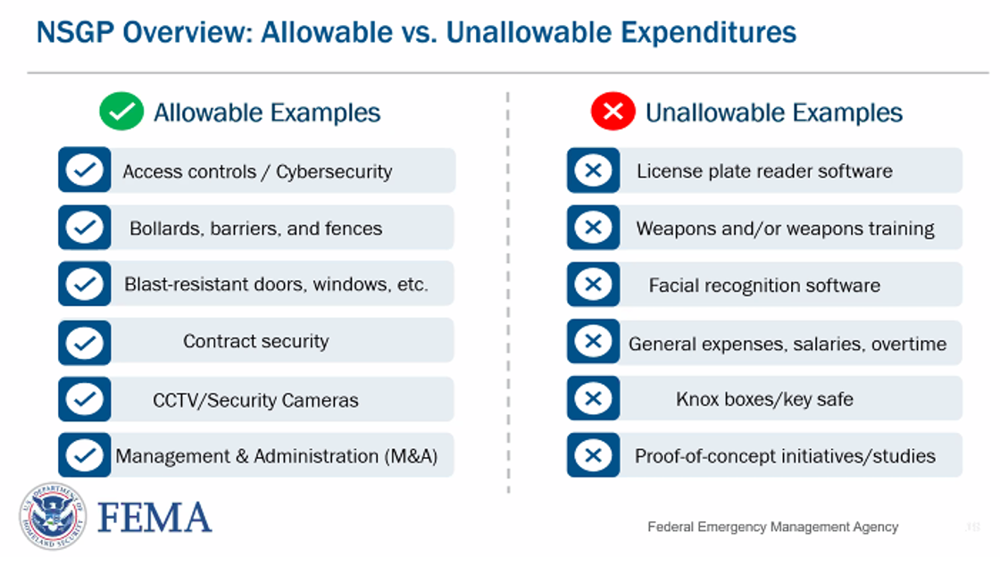 NSGP Overview: Allowable vs. Unallowable Expenditures
Allowable Examples
Access controls / Cybersecurity
Bollards, barriers, and fences
Blast-resistant doors, windows, etc.
Contract security
CCTV/Security Cameras
Management & Administration (M&A)
Unallowable Examples
License plate reader software
Weapons and/or weapons training
Facial recognition software
General expenses, salaries, overtime
Knox boxes/key safe
Proof-of-concept initiatives/studies
U.S. DEPARTMENT OF
HOMELAND SECURITY
FEMA
Federal Emergency Management Agency